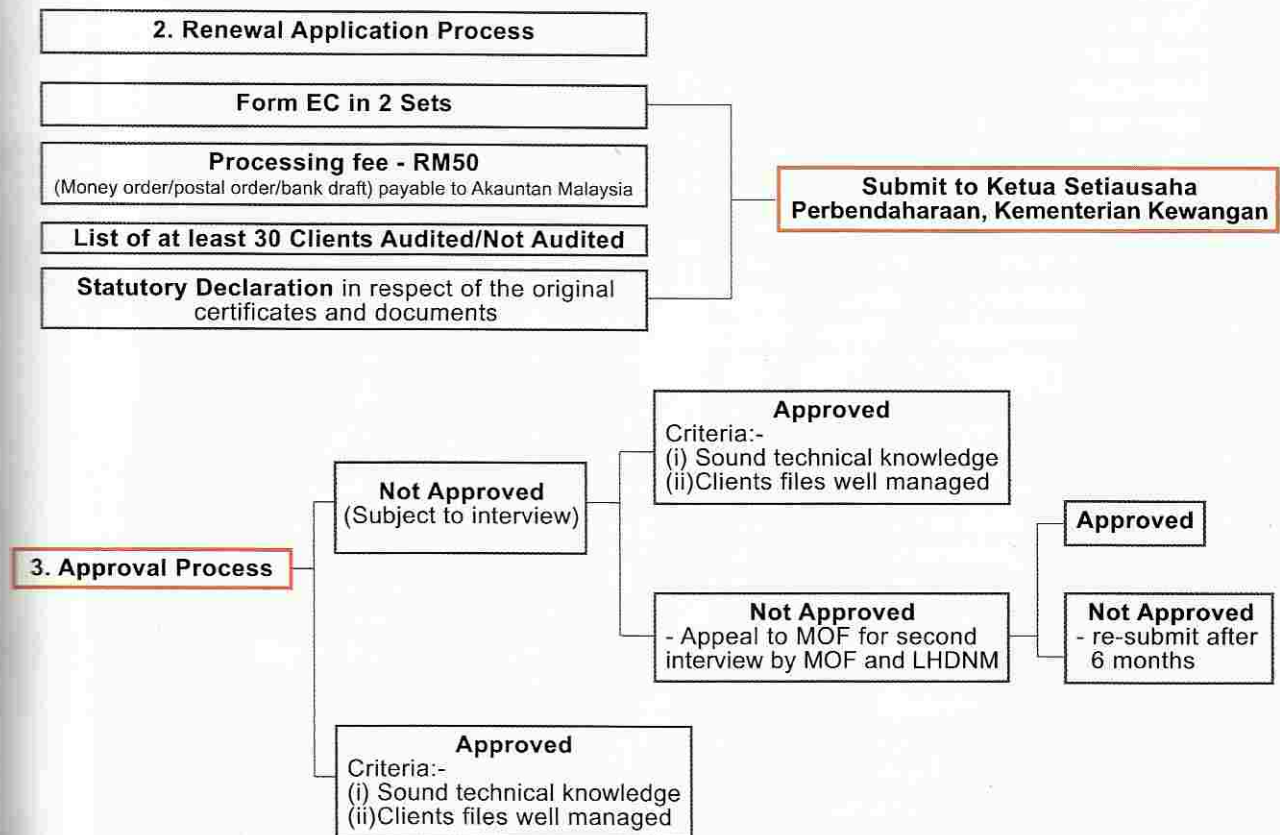 2. Renewal Application Process
Form EC in 2 Sets
Processing fee - RM50
(Money order/postal order/bank draft) payable to Akauntan Malaysia
List of at least 30 Clients Audited/Not Audited
Statutory Declaration in respect of the original
certificates and documents
Submit to Ketua Setiausaha
Perbendaharaan, Kementerian Kewangan
3. Approval Process
Not Approved
(Subject to interview)
Approved
Criteria:-
(i) Sound technical knowledge
(ii)Clients files well managed
Not Approved
- Appeal to MOF for second
interview by MOF and LHDNM
Approved
Not Approved
- re-submit after
6 months
Approved
Criteria:-
(i) Sound technical knowledge
(ii)Clients files well managed